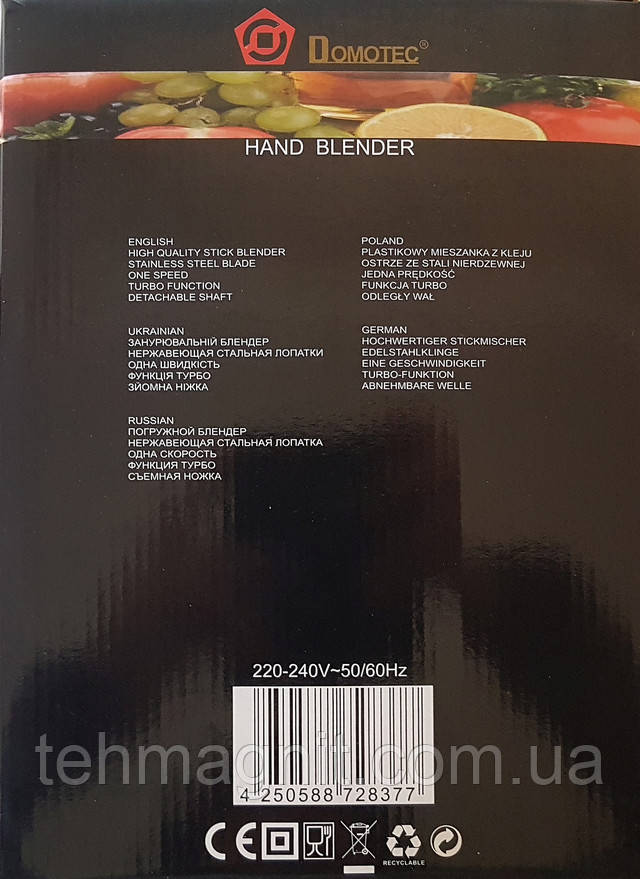 DOMOTEC®
HAND BLENDER
ENGLISH
HIGH QUALITY STICK BLENDER
STAINLESS STEEL BLADE
ONE SPEED
TURBO FUNCTION
DETACHABLE SHAFT
POLAND
PLASTIKOWY MIESZANKA Z KLEJU
OSTRZE ZE STALI NIERDZEWNEJ
JEDNA PRĘDKOŚĆ
FUNKCJA TURBO
ODLEGŁY WAŁ
UKRAINIAN
ЗАНУРЮВАЛЬНІЙ БЛЕНДЕР
НЕРЖАВЕЮЩАЯ СТАЛЬНАЯ ЛОПАТКИ
ОДНА ШВИДКІСТЬ
ФУНКЦІЯ ТУРБО
ЗЙОМНА НІЖКА
GERMAN
HOCHWERTIGER STICKMISCHER
EDELSTAHLKLINGE
EINE GESCHWINDIGKEIT
TURBO-FUNKTION
ABNEHMBARE WELLE
RUSSIAN
ПОГРУЖНОЙ БЛЕНДЕР
НЕРЖАВЕЮЩАЯ СТАЛЬНАЯ ЛОПАТКА
ОДНА СКОРОСТЬ
ФУНКЦИЯ ТУРБО
СЪЕМНАЯ НОЖКА
220-240V~50/60Hz
tehmagnit.com.ua
4 250588 728377
CE
RECYCLABLE